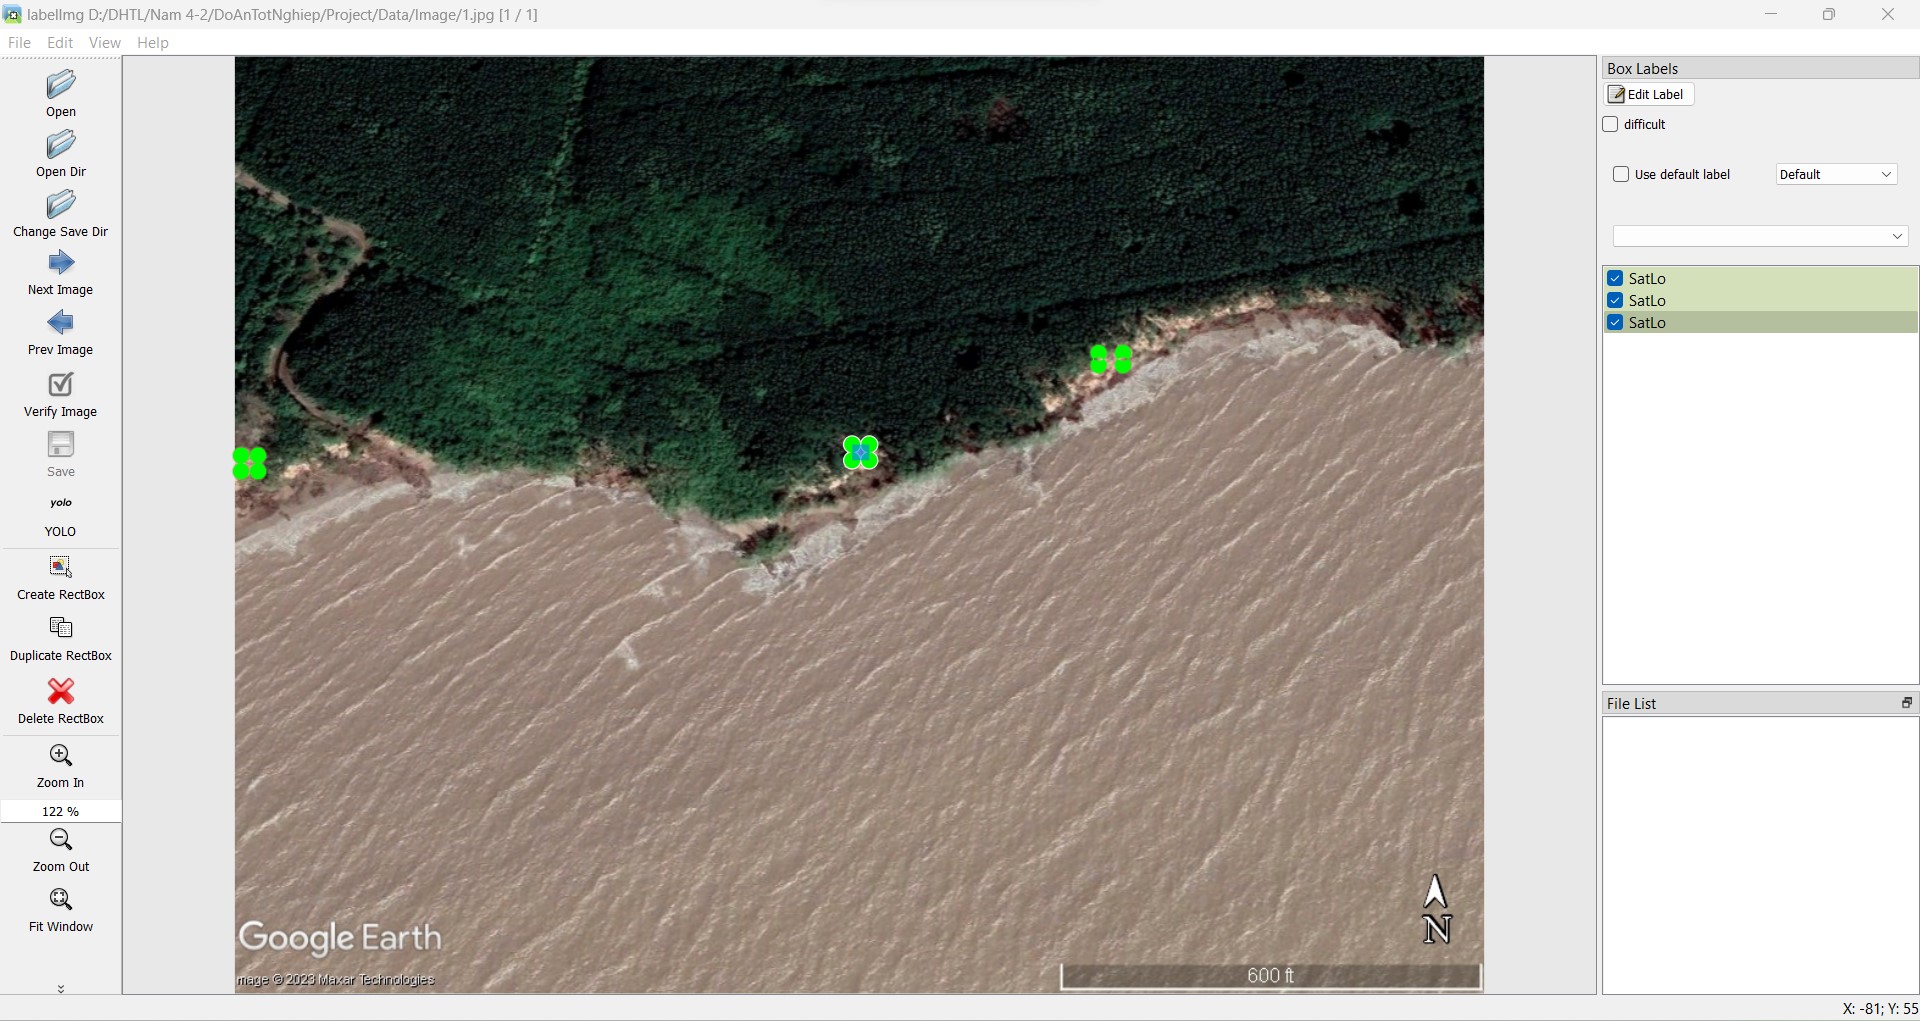 labelImg D:/DHTL/Nam 4-2/DoAnTotNghiep/Project/Data/Image/1.jpg [1 / 1]
File Edit View Help
Open
Open Dir
Change Save Dir
Next Image
Prev Image
Verify Image
Save
yolo
YOLO
Create RectBox
Duplicate RectBox
Delete RectBox
Zoom In
122 %
Zoom Out
Fit Window
Google Earth
mage © 2023 Maxar Technologies
N
600 ft
Box Labels
Edit Label
difficult
Use default label Default
SatLo
SatLo
SatLo
File List
X: -81; Y: 55